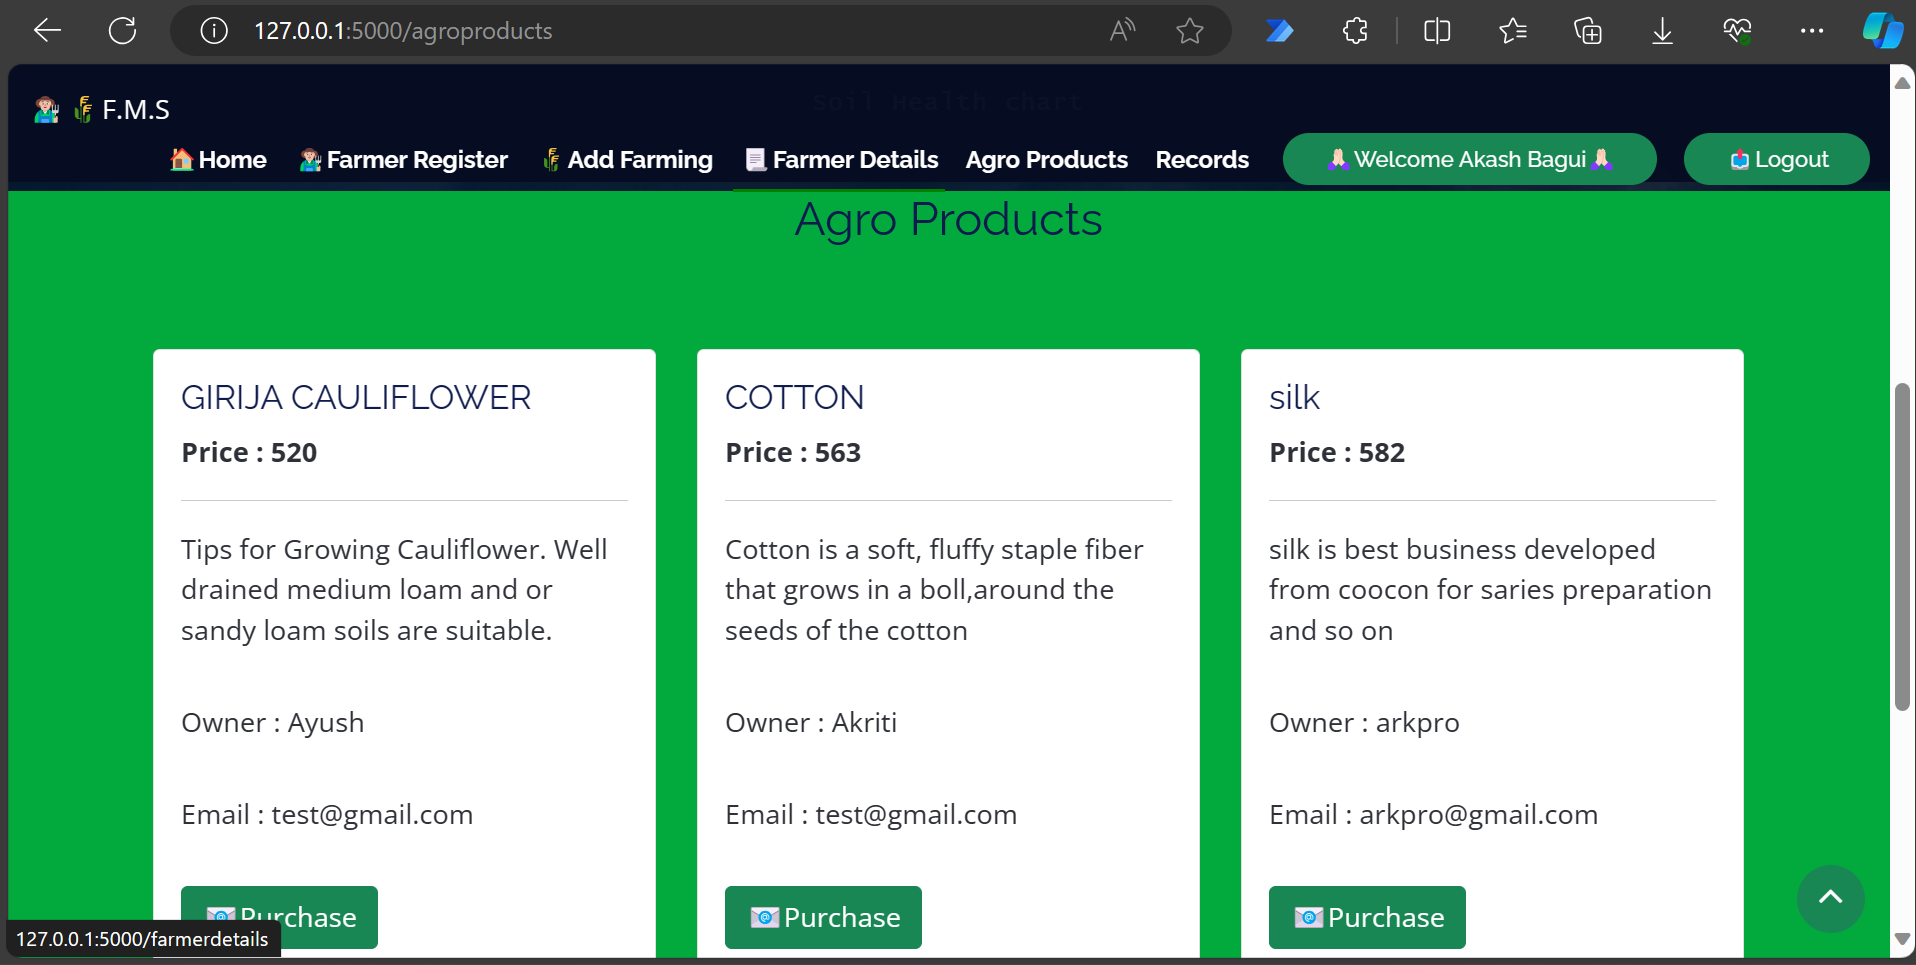 127.0.0.1:5000/agroproducts
F.M.S
Soil Health chart
Home Farmer Register Add Farming Farmer Details Agro Products Records Welcome Akash Bagui Logout
Agro Products
GIRIJA CAULIFLOWER
Price : 520
Tips for Growing Cauliflower. Well
drained medium loam and or
sandy loam soils are suitable.
Owner : Ayush
Email : test@gmail.com
Purchase
COTTON
Price : 563
Cotton is a soft, fluffy staple fiber
that grows in a boll,around the
seeds of the cotton
Owner : Akriti
Email : test@gmail.com
Purchase
silk
Price : 582
silk is best business developed
from coocon for saries preparation
and so on
Owner : arkpro
Email : arkpro@gmail.com
Purchase
127.0.0.1:5000/farmerdetails